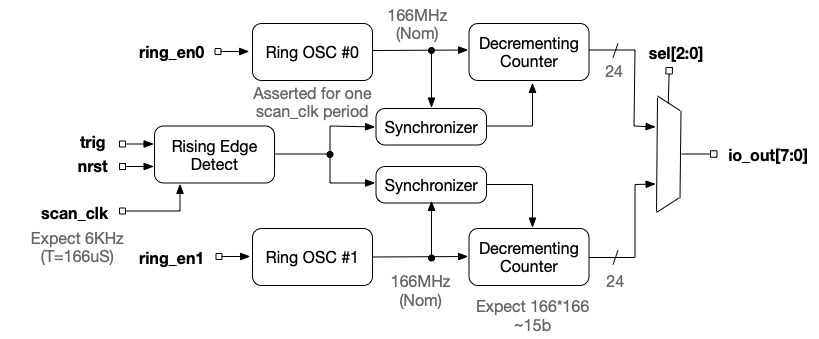 166MHz
(Nom)
ring_en0
Ring OSC #0
Decrementing
Counter
24
sel[2:0]
Asserted for one
scan_clk period
Synchronizer
trig
nrst
Rising Edge
Detect
io_out[7:0]
Synchronizer
scan_clk
Expect 6KHz
(T=166uS)
ring_en1
Ring OSC #1
166MHz
(Nom)
Decrementing
Counter
24
Expect 166*166
~15b